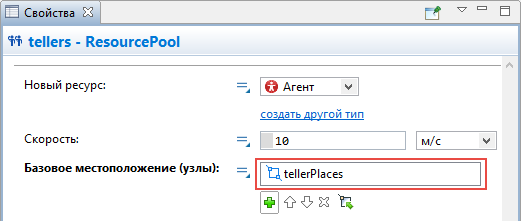 Свойства
tellers - ResourcePool
Новый ресурс: Агент
создать другой тип
Скорость: 10 м/с
Базовое местоположение (узлы): tellerPlaces